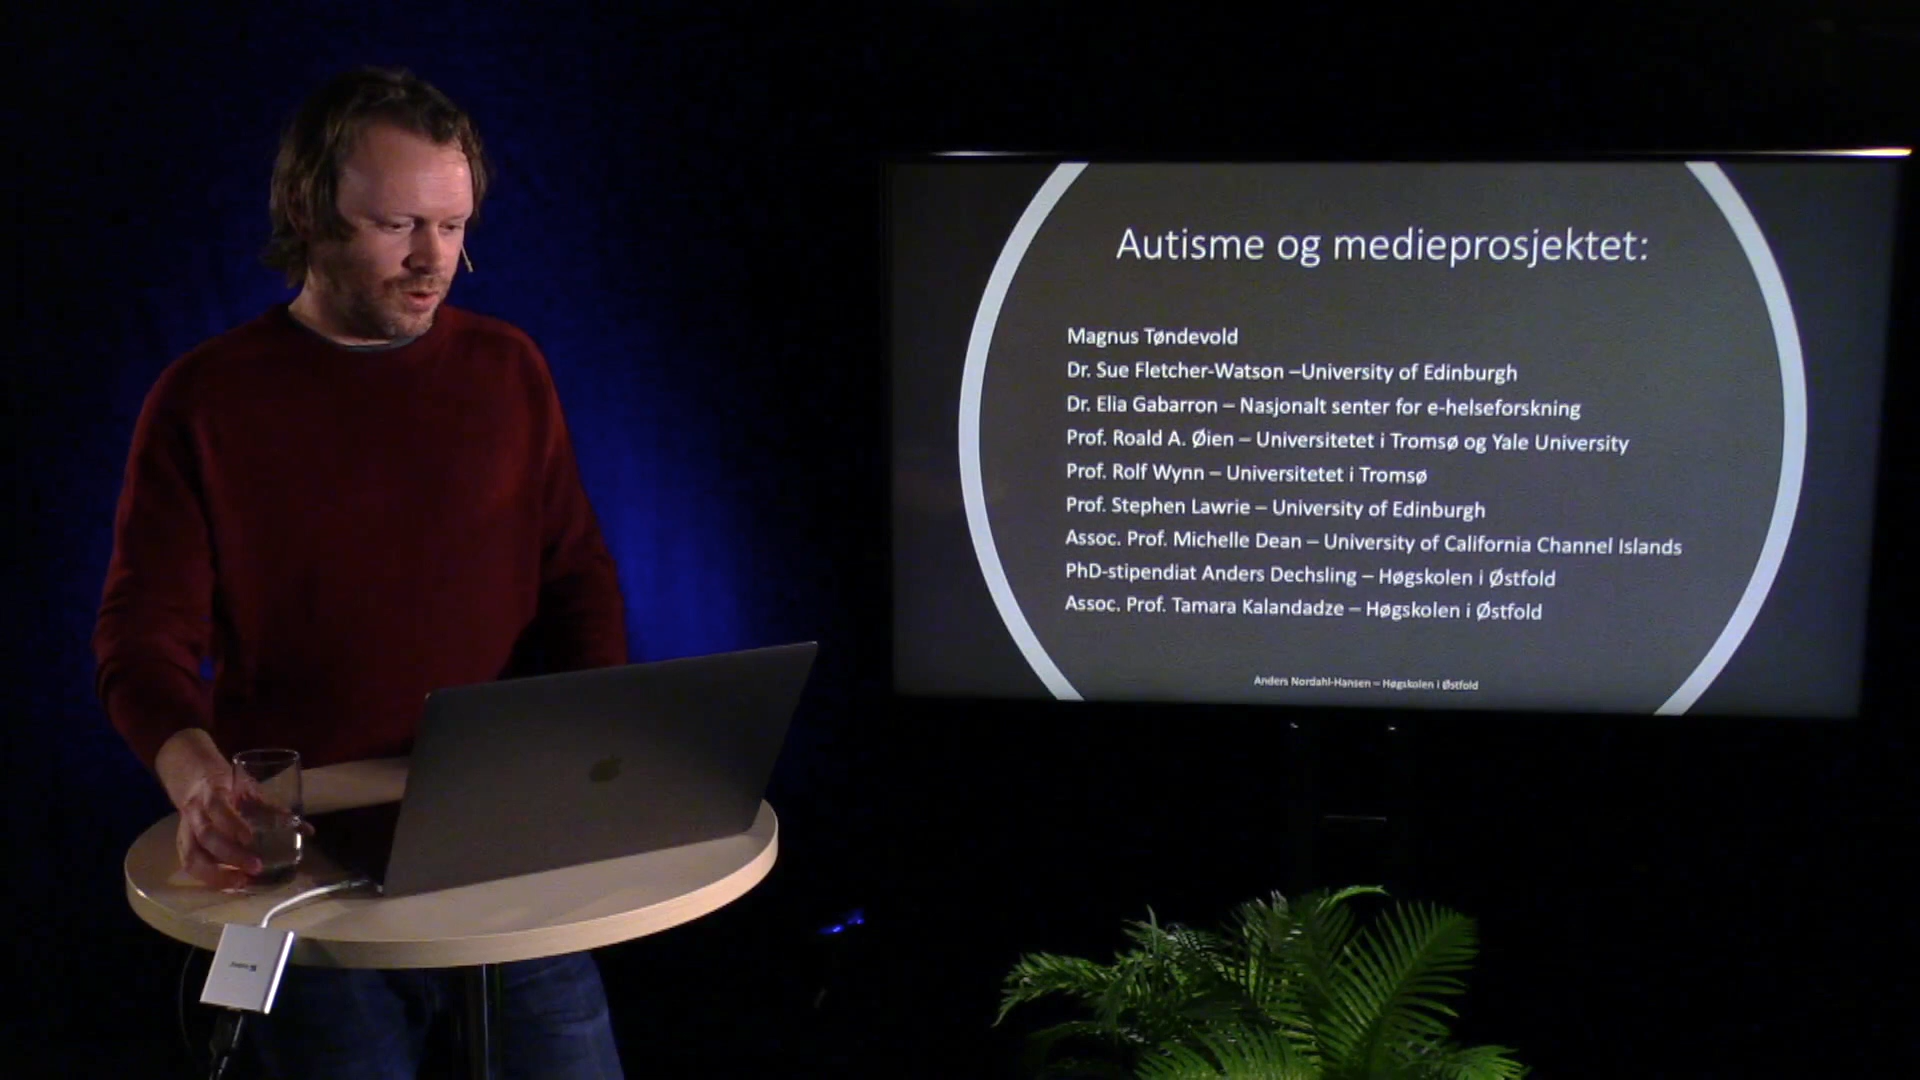 Autisme og medieprosjektet:
Magnus Tøndevold
Dr. Sue Fletcher-Watson –University of Edinburgh
Dr. Elia Gabarron – Nasjonalt senter for e-helseforskning
Prof. Roald A. Øien – Universitetet i Tromsø og Yale University
Prof. Rolf Wynn – Universitetet i Tromsø
Prof. Stephen Lawrie – University of Edinburgh
Assoc. Prof. Michelle Dean – University of California Channel Islands
PhD-stipendiat Anders Dechsling – Høgskolen i Østfold
Assoc. Prof. Tamara Kalandadze – Høgskolen i Østfold
Anders Nordahl-Hansen – Høgskolen i Østfold